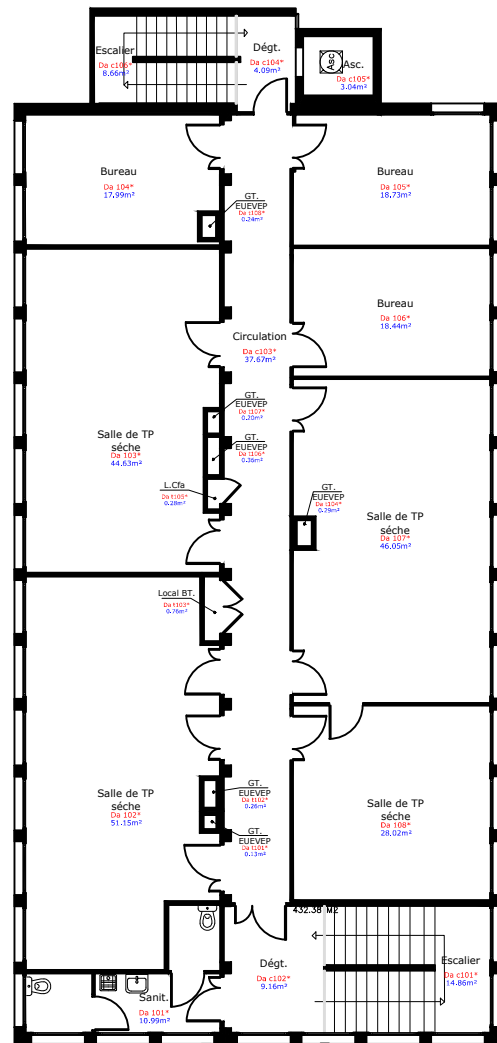 Escalier
Da c106*
8.66m²
Dégt.
Da c104*
4.09m²
Asc
Asc.
Da c105*
3.04m²
Bureau
Da 104*
17.99m²
GT.
EUEVEP
Da t108*
0.24m²
Bureau
Da 105*
18.73m²
Bureau
Da 106*
18.44m²
Circulation
Da c103*
37.67m²
GT.
EUEVEP
Da t107*
0.20m²
GT.
EUEVEP
Da t106*
0.36m²
Salle de TP
séche
Da 103*
44.63m²
L.Cfa
Da t105*
0.28m²
GT.
EUEVEP
Da t104*
0.29m²
Salle de TP
séche
Da 107*
46.05m²
Local BT.
Da t103*
0.76m²
GT.
EUEVEP
Da t102*
0.26m²
Salle de TP
séche
Da 102*
51.15m²
GT.
EUEVEP
Da t101*
0.13m²
Salle de TP
séche
Da 108*
28.02m²
432.38 M2
Dégt.
Da c102*
9.16m²
Escalier
Da c101*
14.86m²
Sanit.
Da 101*
10.99m²